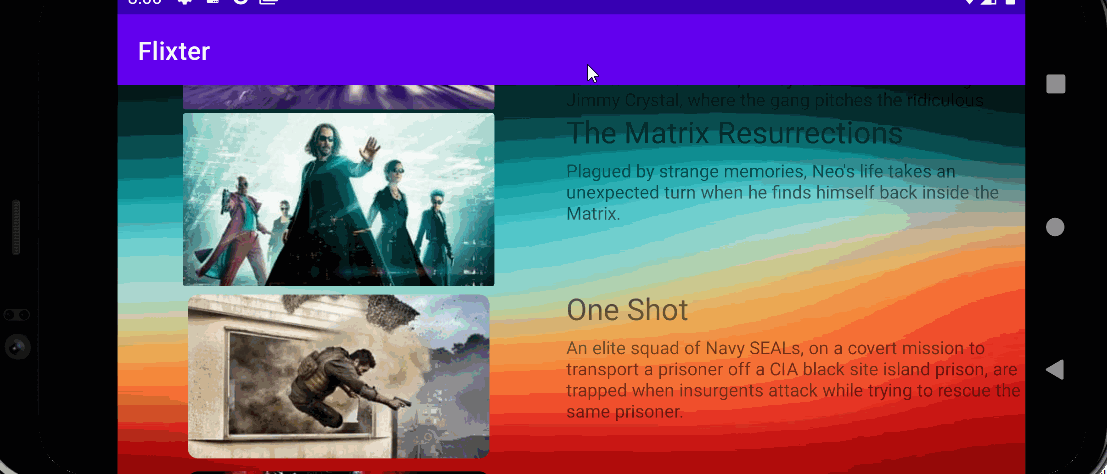 Flixter
Jimmy Crystal, where the gang pitches the ridiculous
The Matrix Resurrections
Plagued by strange memories, Neo's life takes an
unexpected turn when he finds himself back inside the
Matrix.
One Shot
An elite squad of Navy SEALs, on a covert mission to
transport a prisoner off a CIA black site island prison, are
trapped when insurgents attack while trying to rescue the
same prisoner.